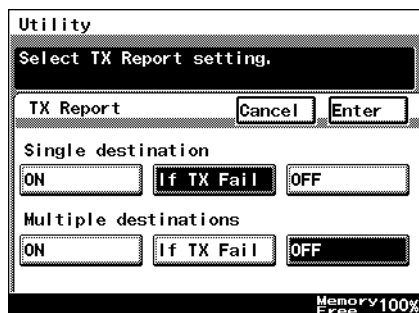 Utility
Select TX Report setting.
TX Report Cancel Enter
Single destination
ON If TX Fail OFF
Multiple destinations
ON If TX Fail OFF
Memory Free 100%